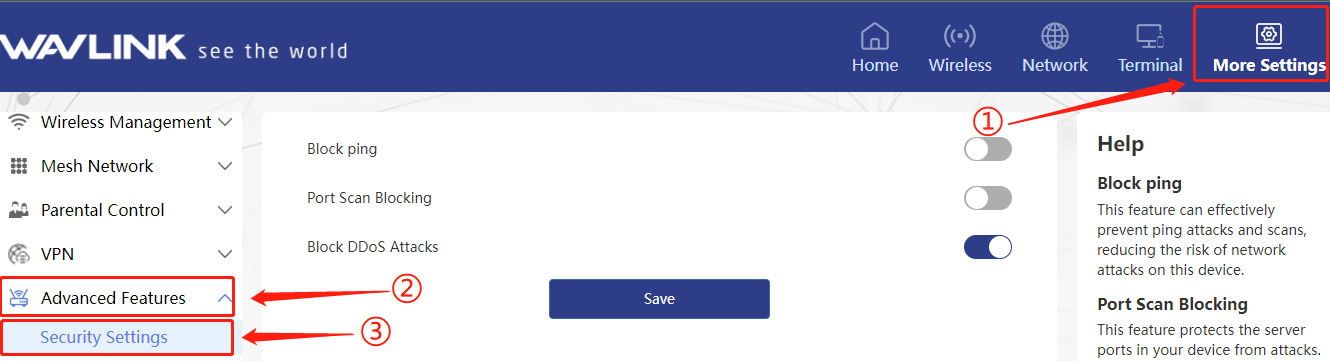 WAVLINK see the world
Home
Wireless
Network
Terminal
More Settings
①
Wireless Management
Mesh Network
Parental Control
VPN
Advanced Features
②
Security Settings
③
Block ping
Port Scan Blocking
Block DDoS Attacks
Save
Help
Block ping
This feature can effectively
prevent ping attacks and scans,
reducing the risk of network
attacks on this device.
Port Scan Blocking
This feature protects the server
ports in your device from attacks.